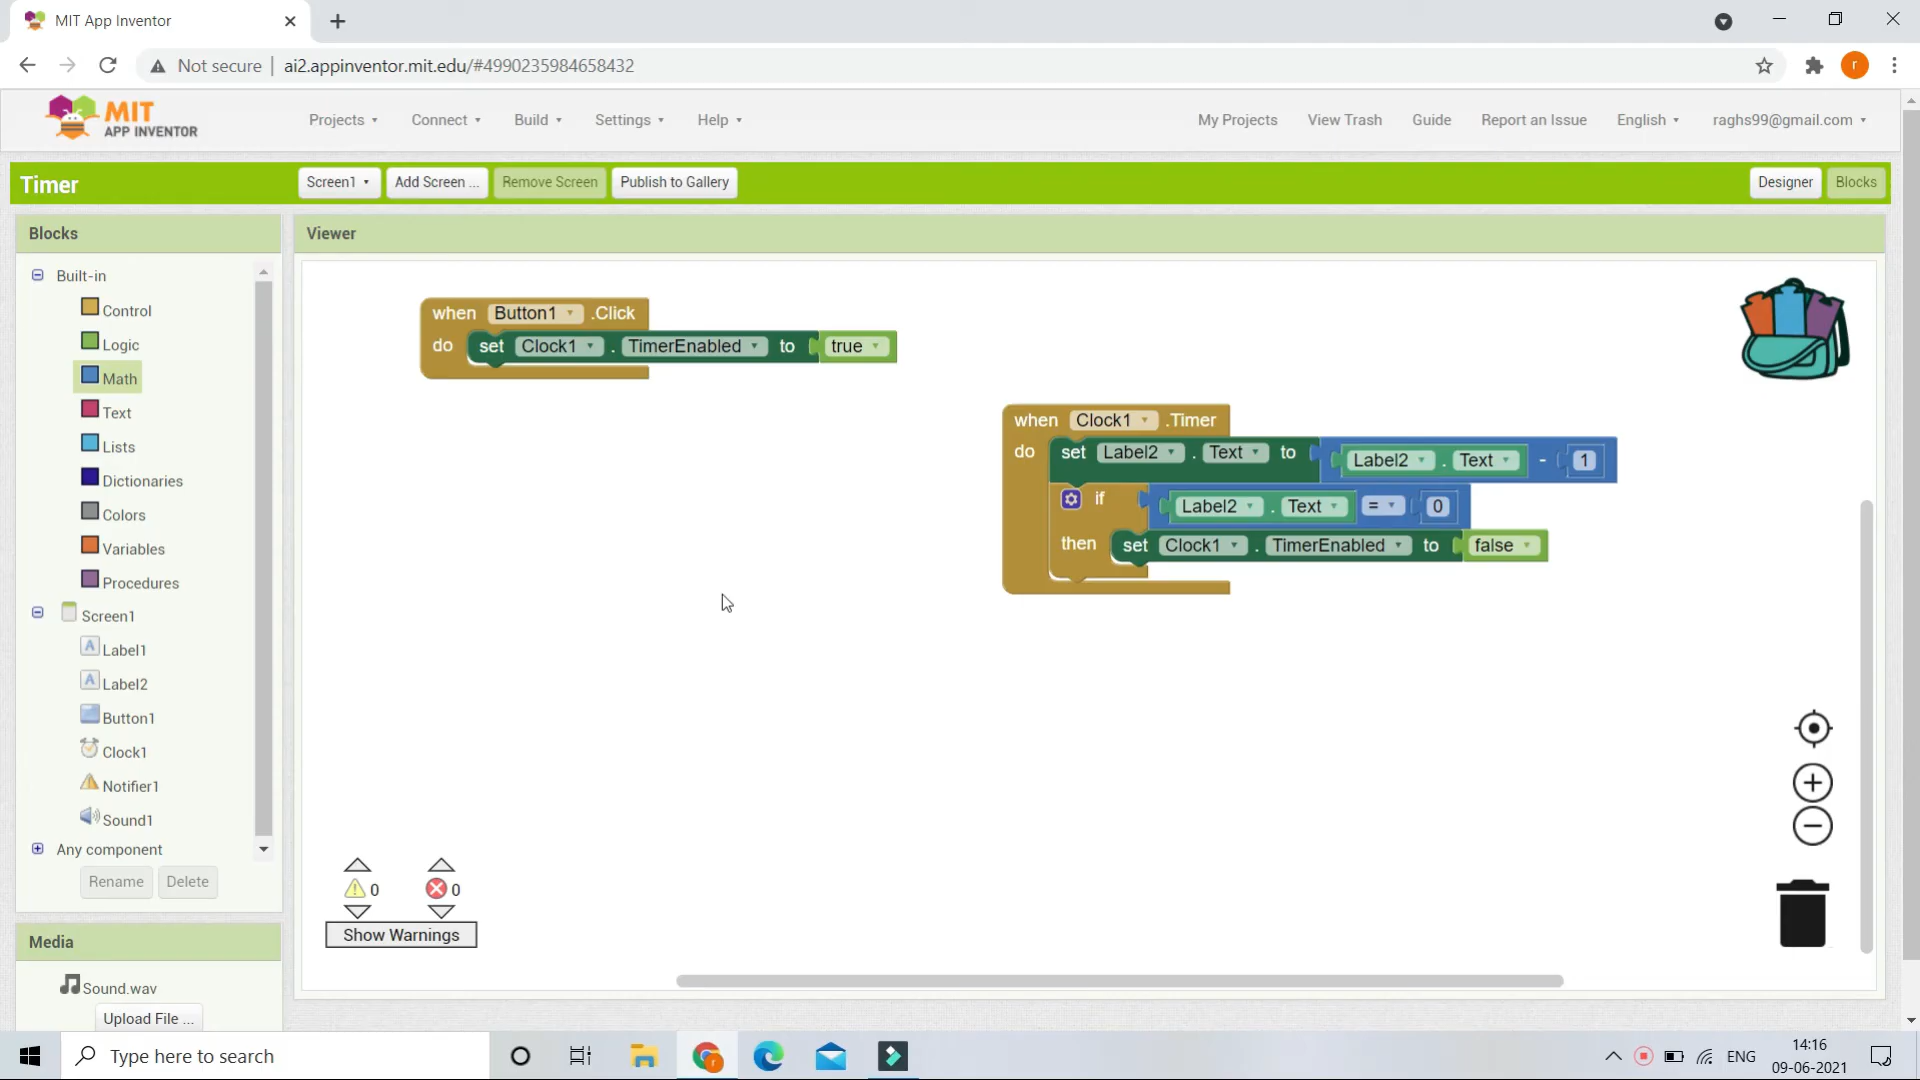 MIT App Inventor
Not secure
ai2.appinventor.mit.edu/#4990235984658432
r
MIT
APP INVENTOR
Projects
Connect
Build
Settings
Help
My Projects
View Trash
Guide
Report an Issue
English
raghs99@gmail.com
Timer
Screen1
Add Screen ...
Remove Screen
Publish to Gallery
Designer
Blocks
Blocks
Built-in
Control
Logic
Math
Text
Lists
Dictionaries
Colors
Variables
Procedures
Screen1
A Label1
A Label2
Button1
Clock1
Notifier1
Sound1
Any component
Rename
Delete
Media
Sound.wav
Upload File ...
Viewer
when Button1 .Click
do set Clock1 . TimerEnabled to true
when Clock1 .Timer
do set Label2 . Text to Label2 . Text - 1
if Label2 . Text = 0
then set Clock1 . TimerEnabled to false
0
0
Show Warnings
Type here to search
ENG
14:16
09-06-2021